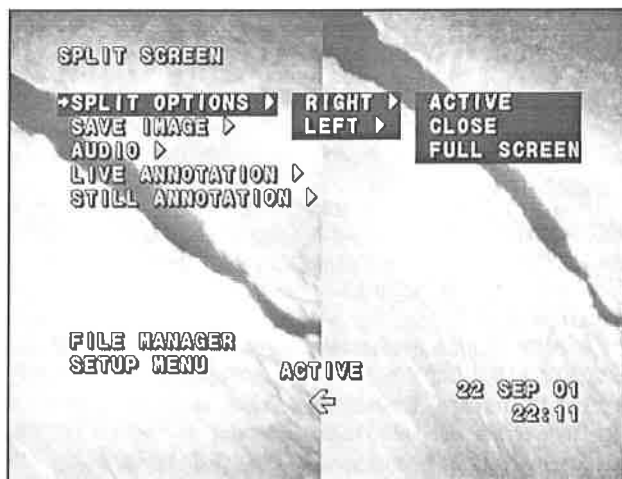 SPLIT SCREEN
→SPLIT OPTIONS ▷ RIGHT ▷ ACTIVE
SAVE IMAGE ▷ LEFT ▷ CLOSE
AUDIO ▷ FULL SCREEN
LIVE ANNOTATION ▷
STILL ANNOTATION ▷
FILE MANAGER
SETUP MENU
ACTIVE
⇦
22 SEP 01
22:11